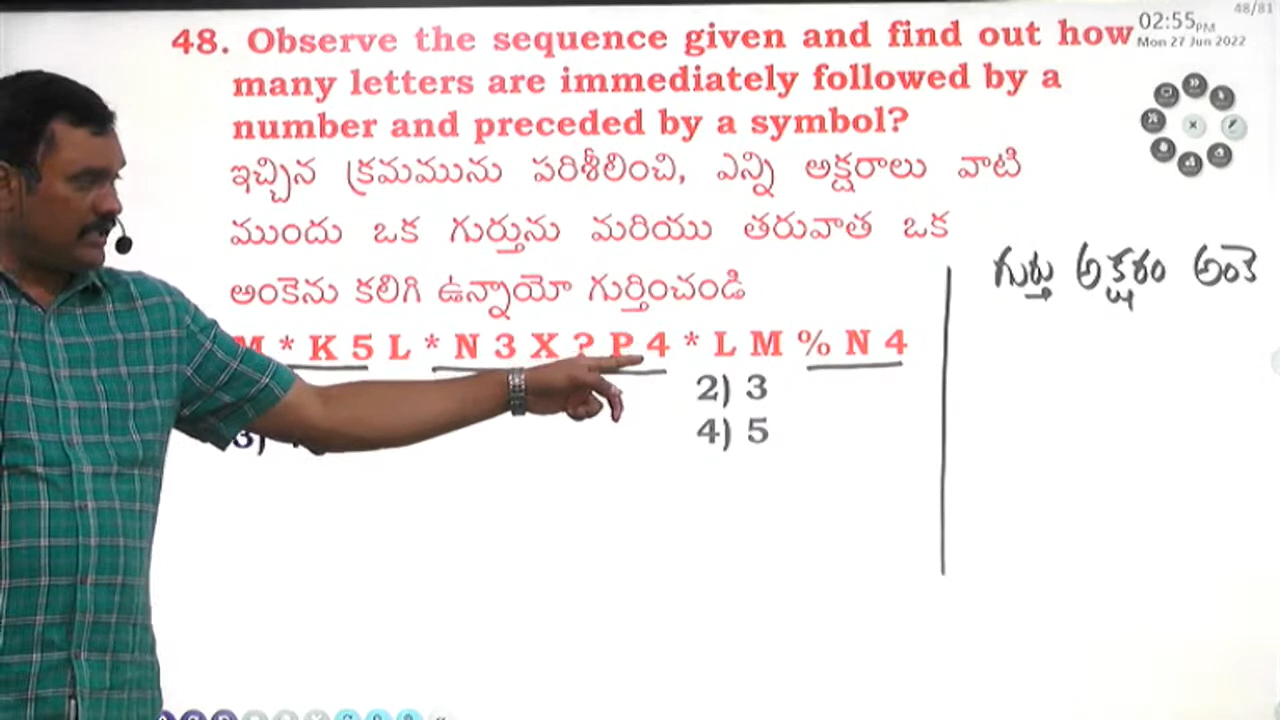 48/81
02:55PM
Mon 27 Jun 2022
48. Observe the sequence given and find out how
many letters are immediately followed by a
number and preceded by a symbol?
ఇచ్చిన క్రమమును పరిశీలించి, ఎన్ని అక్షరాలు వాటి
ముందు ఒక గుర్తును మరియు తరువాత ఒక
అంకెను కలిగి ఉన్నాయో గుర్తించండి
గుర్తు అక్షరం అంకె
M * K 5 L * N 3 X ? P 4 * L M % N 4
2) 3
3)
4) 5